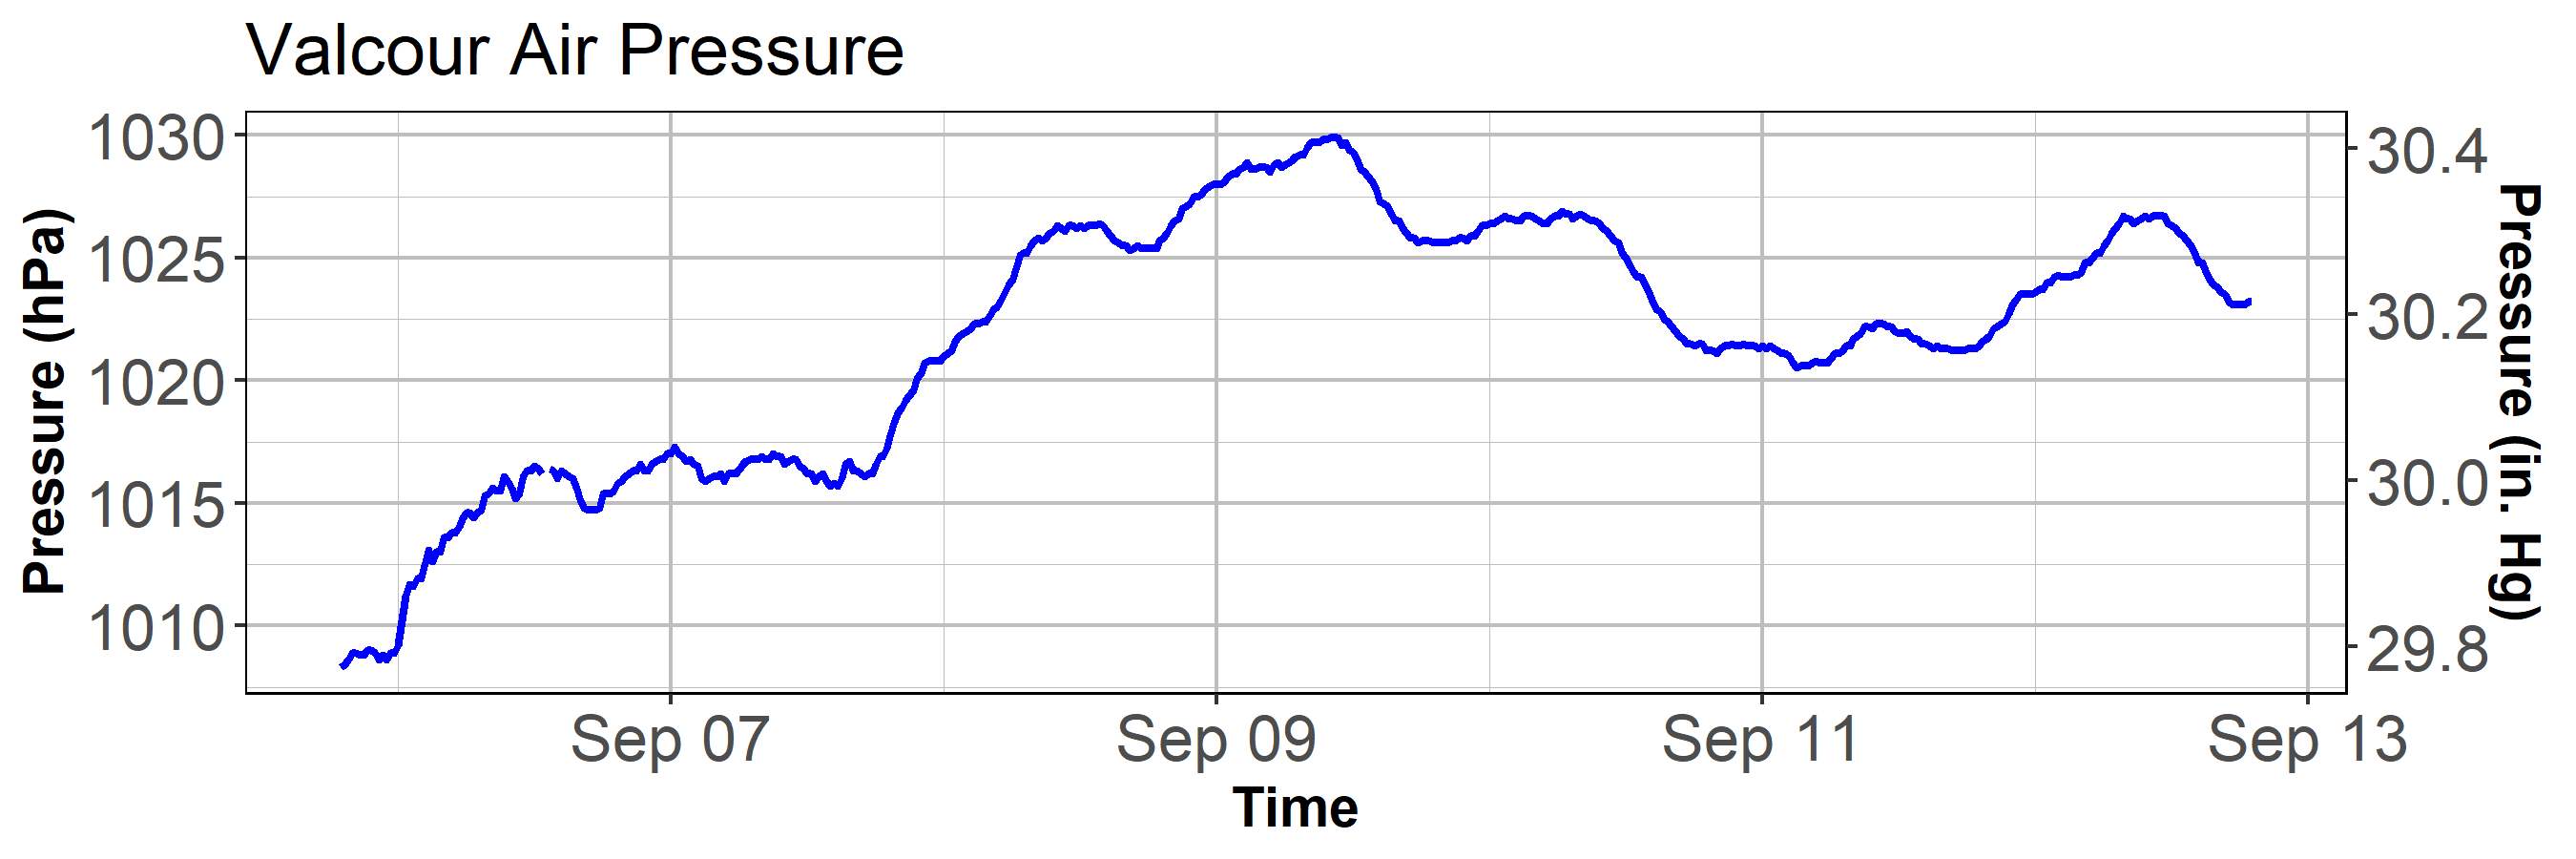 Valcour Air Pressure
Pressure (hPa)
1030
1025
1020
1015
1010
30.4
30.2
30.0
29.8
Pressure (in. Hg)
Sep 07
Sep 09
Sep 11
Sep 13
Time